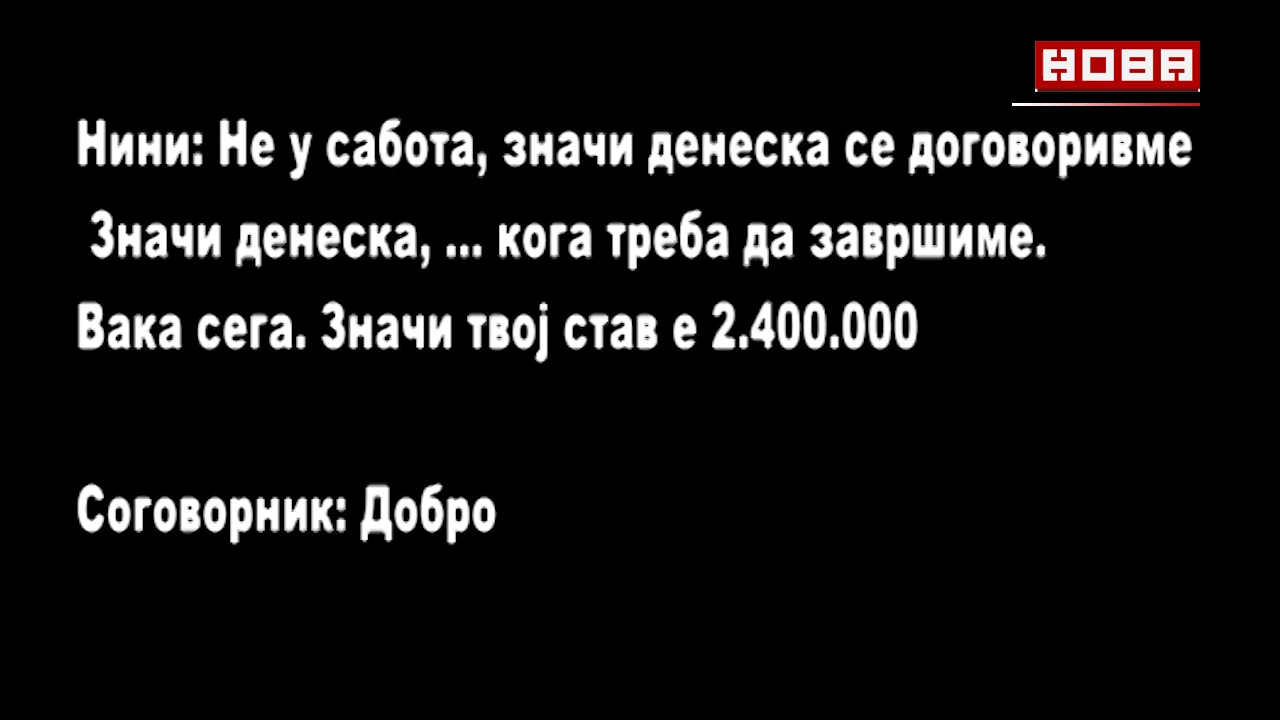 НОВА
Нини: Не у сабота, значи денеска се договоривме
Значи денеска, ... кога треба да завршиме.
Вака сега. Значи твој став е 2.400.000
Соговорник: Добро